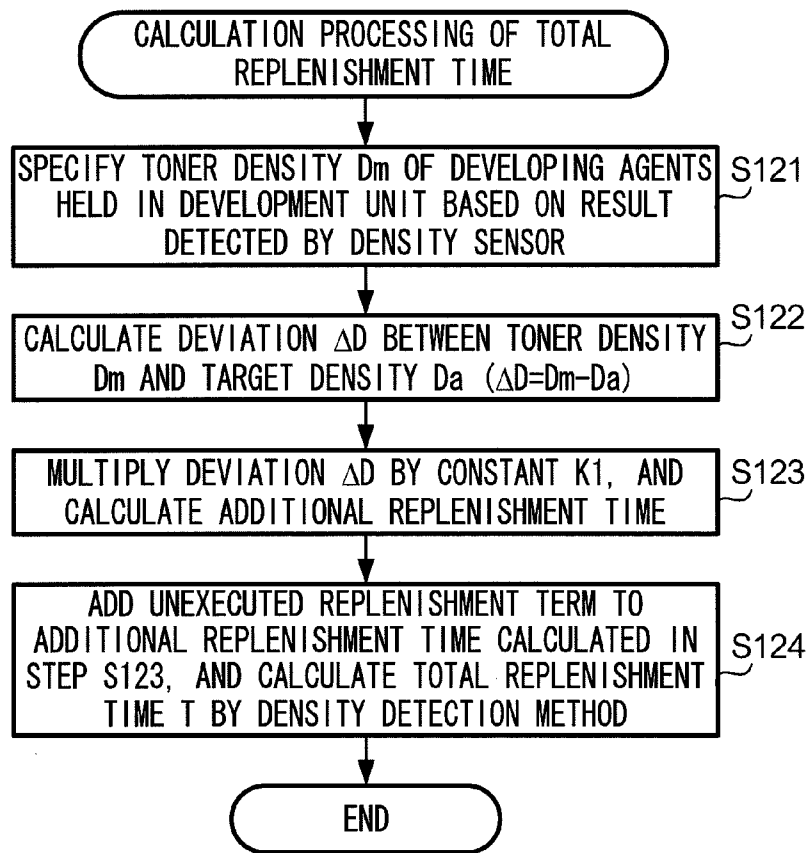 CALCULATION PROCESSING OF TOTAL
REPLENISHMENT TIME
SPECIFY TONER DENSITY Dm OF DEVELOPING AGENTS
HELD IN DEVELOPMENT UNIT BASED ON RESULT
DETECTED BY DENSITY SENSOR
S121
CALCULATE DEVIATION ΔD BETWEEN TONER DENSITY
Dm AND TARGET DENSITY Da (ΔD=Dm-Da)
S122
MULTIPLY DEVIATION ΔD BY CONSTANT K1, AND
CALCULATE ADDITIONAL REPLENISHMENT TIME
S123
ADD UNEXECUTED REPLENISHMENT TERM TO
ADDITIONAL REPLENISHMENT TIME CALCULATED IN
STEP S123, AND CALCULATE TOTAL REPLENISHMENT
TIME T BY DENSITY DETECTION METHOD
S124
END